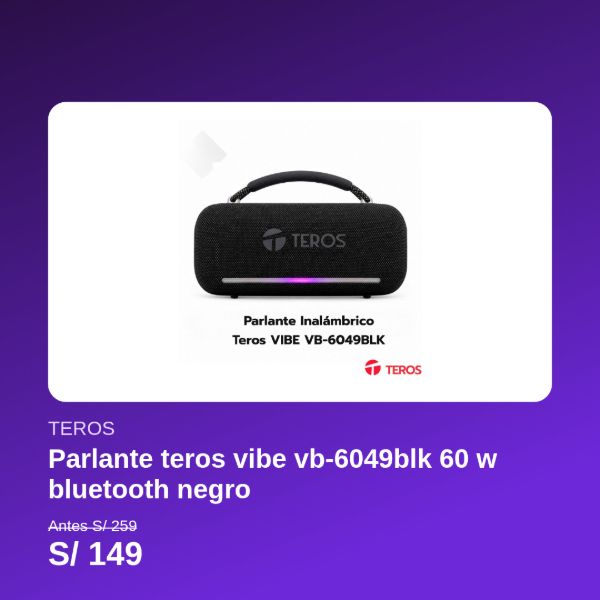 TEROS
Parlante Inalámbrico
Teros VIBE VB-6049BLK
TEROS
TEROS
Parlante teros vibe vb-6049blk 60 w
bluetooth negro
Antes S/ 259
S/ 149